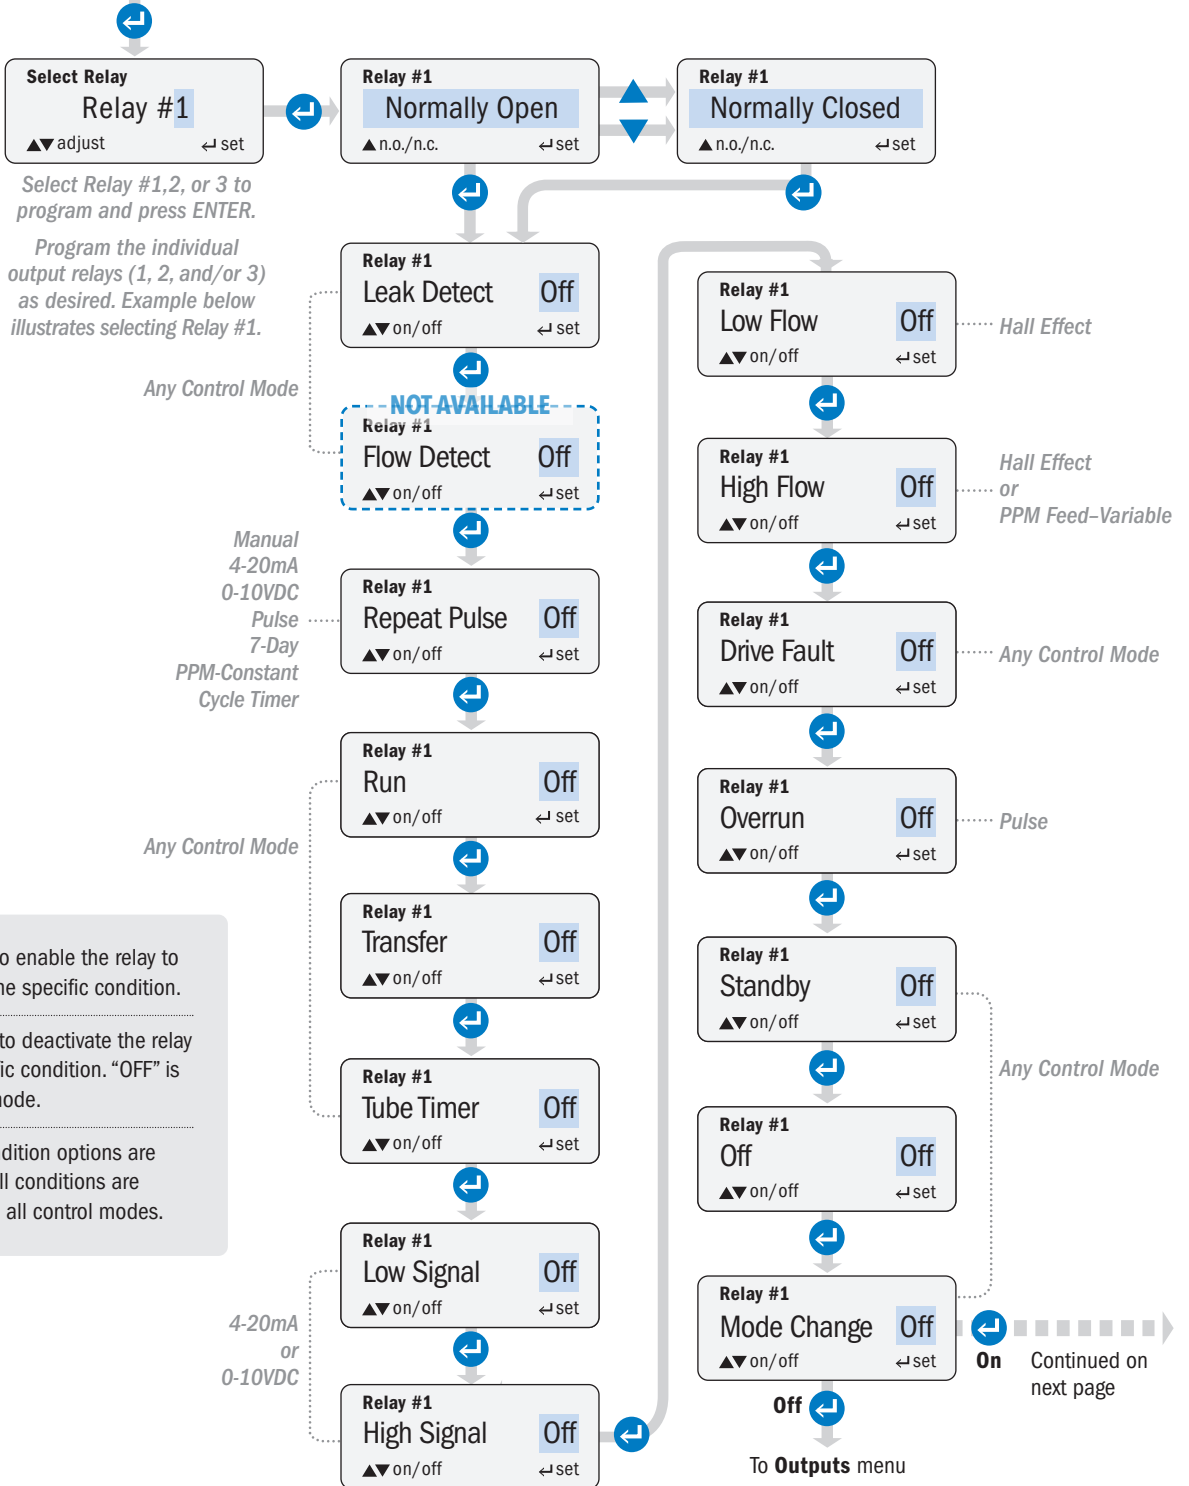 Select Relay
Relay #1
▲▼ adjust
↵ set
Select Relay #1,2, or 3 to
program and press ENTER.
Program the individual
output relays (1, 2, and/or 3)
as desired. Example below
illustrates selecting Relay #1.
Relay #1
Normally Open
▲ n.o./n.c.
↵ set
Relay #1
Normally Closed
▲ n.o./n.c.
↵ set
Relay #1
Leak Detect Off
▲▼ on/off
↵ set
Any Control Mode
NOT AVAILABLE
Relay #1
Flow Detect Off
▲▼ on/off
↵ set
Manual
4-20mA
0-10VDC
Pulse
7-Day
PPM-Constant
Cycle Timer
Relay #1
Repeat Pulse Off
▲▼ on/off
↵ set
Relay #1
Run Off
▲▼ on/off
↵ set
Any Control Mode
Relay #1
Transfer Off
▲▼ on/off
↵ set
Relay #1
Tube Timer Off
▲▼ on/off
↵ set
o enable the relay to
ne specific condition.
to deactivate the relay
fic condition. “OFF” is
node.
ndition options are
ll conditions are
all control modes.
Relay #1
Low Signal Off
▲▼ on/off
↵ set
4-20mA
or
0-10VDC
Relay #1
High Signal Off
▲▼ on/off
↵ set
Relay #1
Low Flow Off
▲▼ on/off
↵ set
Hall Effect
Relay #1
High Flow Off
▲▼ on/off
↵ set
Hall Effect
or
PPM Feed–Variable
Relay #1
Drive Fault Off
▲▼ on/off
↵ set
Any Control Mode
Relay #1
Overrun Off
▲▼ on/off
↵ set
Pulse
Relay #1
Standby Off
▲▼ on/off
↵ set
Any Control Mode
Relay #1
Off Off
▲▼ on/off
↵ set
Relay #1
Mode Change Off
▲▼ on/off
↵ set
On
Continued on
next page
Off
To Outputs menu